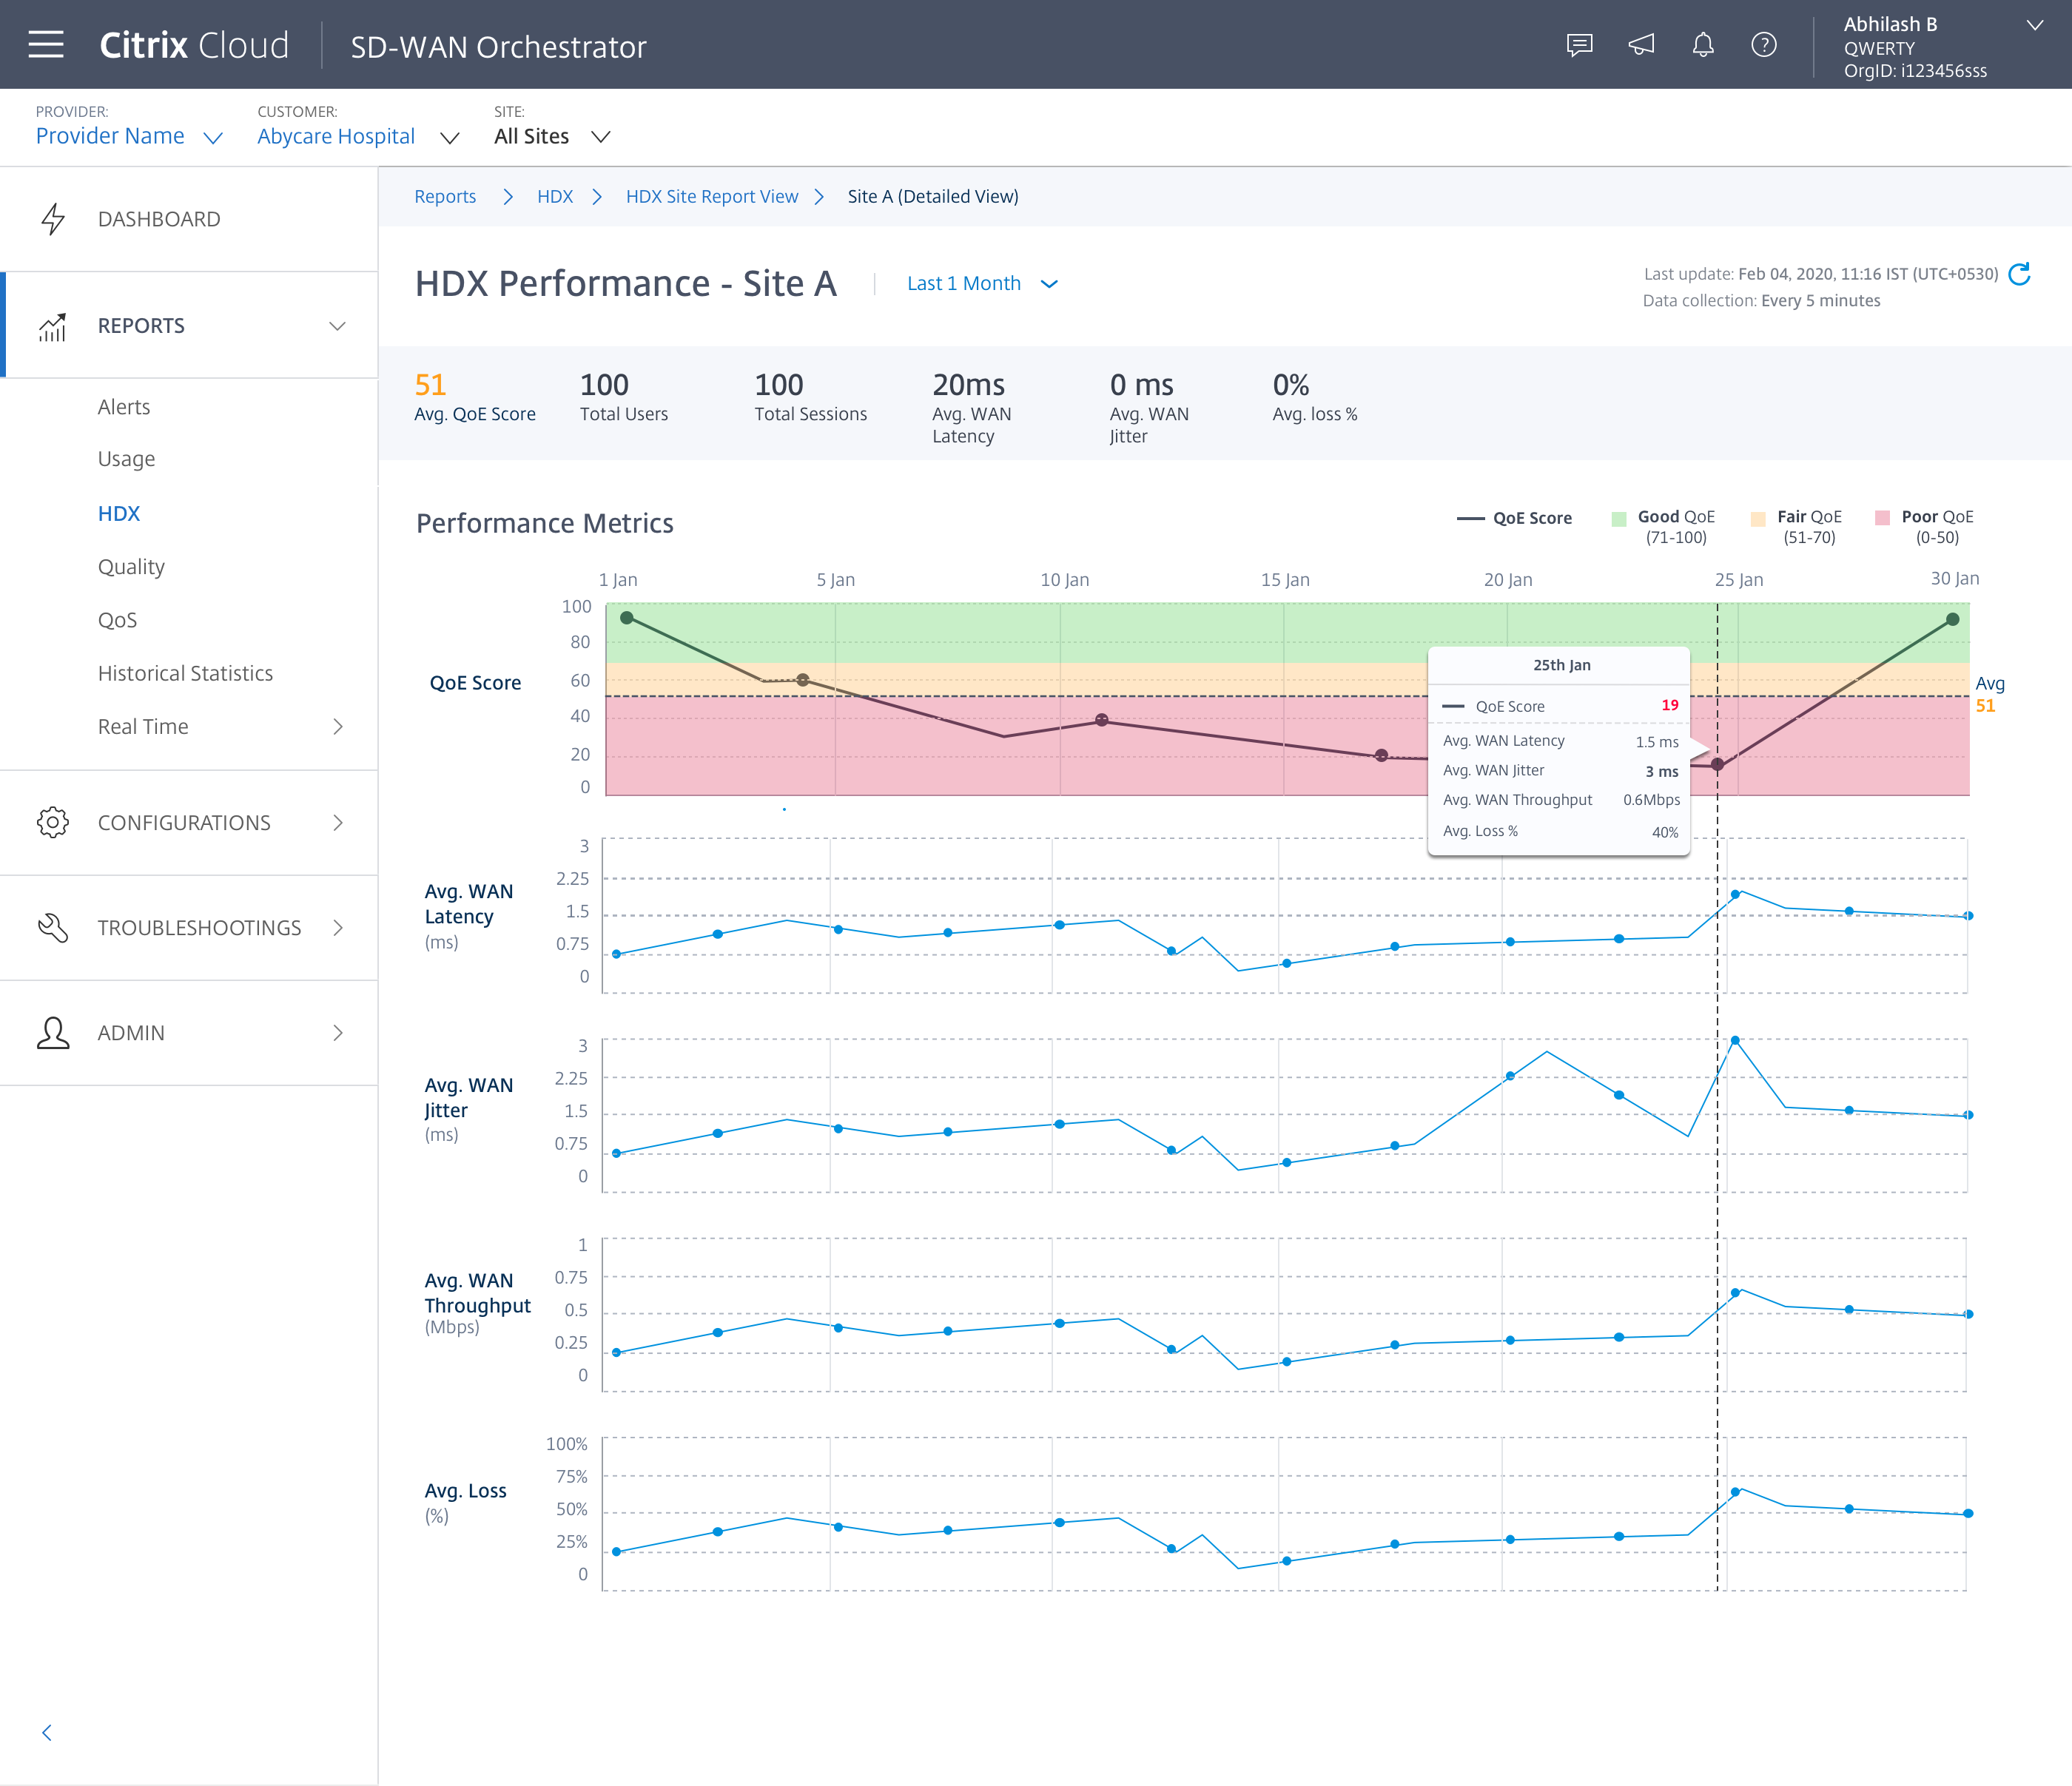 Citrix Cloud
SD-WAN Orchestrator
Abhilash B
QWERTY
OrgID: i123456sss
PROVIDER:
Provider Name
CUSTOMER:
Abycare Hospital
SITE:
All Sites
DASHBOARD
REPORTS
Alerts
Usage
HDX
Quality
QoS
Historical Statistics
Real Time
CONFIGURATIONS
TROUBLESHOOTINGS
ADMIN
Reports
HDX
HDX Site Report View
Site A (Detailed View)
HDX Performance - Site A
Last 1 Month
Last update: Feb 04, 2020, 11:16 IST (UTC+0530)
Data collection: Every 5 minutes
51
Avg. QoE Score
100
Total Users
100
Total Sessions
20ms
Avg. WAN
Latency
0 ms
Avg. WAN
Jitter
0%
Avg. loss %
Performance Metrics
QoE Score
Good QoE
(71-100)
Fair QoE
(51-70)
Poor QoE
(0-50)
1 Jan
5 Jan
10 Jan
15 Jan
20 Jan
25 Jan
30 Jan
QoE Score
100
80
60
40
20
0
Avg
51
25th Jan
QoE Score 19
Avg. WAN Latency 1.5 ms
Avg. WAN Jitter 3 ms
Avg. WAN Throughput 0.6Mbps
Avg. Loss % 40%
Avg. WAN
Latency
(ms)
3
2.25
1.5
0.75
0
Avg. WAN
Jitter
(ms)
3
2.25
1.5
0.75
0
Avg. WAN
Throughput
(Mbps)
1
0.75
0.5
0.25
0
Avg. Loss
(%)
100%
75%
50%
25%
0